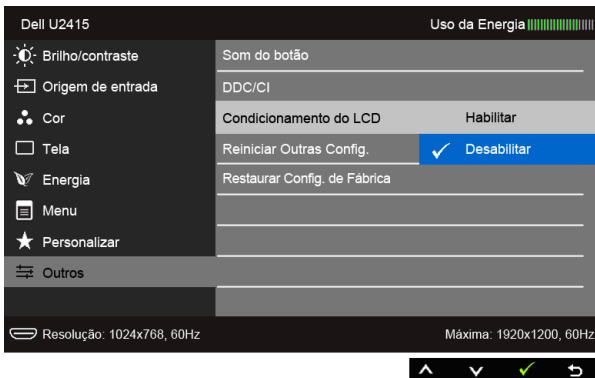 Dell U2415 Uso da Energia
Brilho/contraste Som do botão
Origem de entrada DDC/CI
Cor Condicionamento do LCD Habilitar
Tela Reiniciar Outras Config. Desabilitar
Energia Restaurar Config. de Fábrica
Menu
Personalizar
Outros
Resolução: 1024x768, 60Hz Máxima: 1920x1200, 60Hz